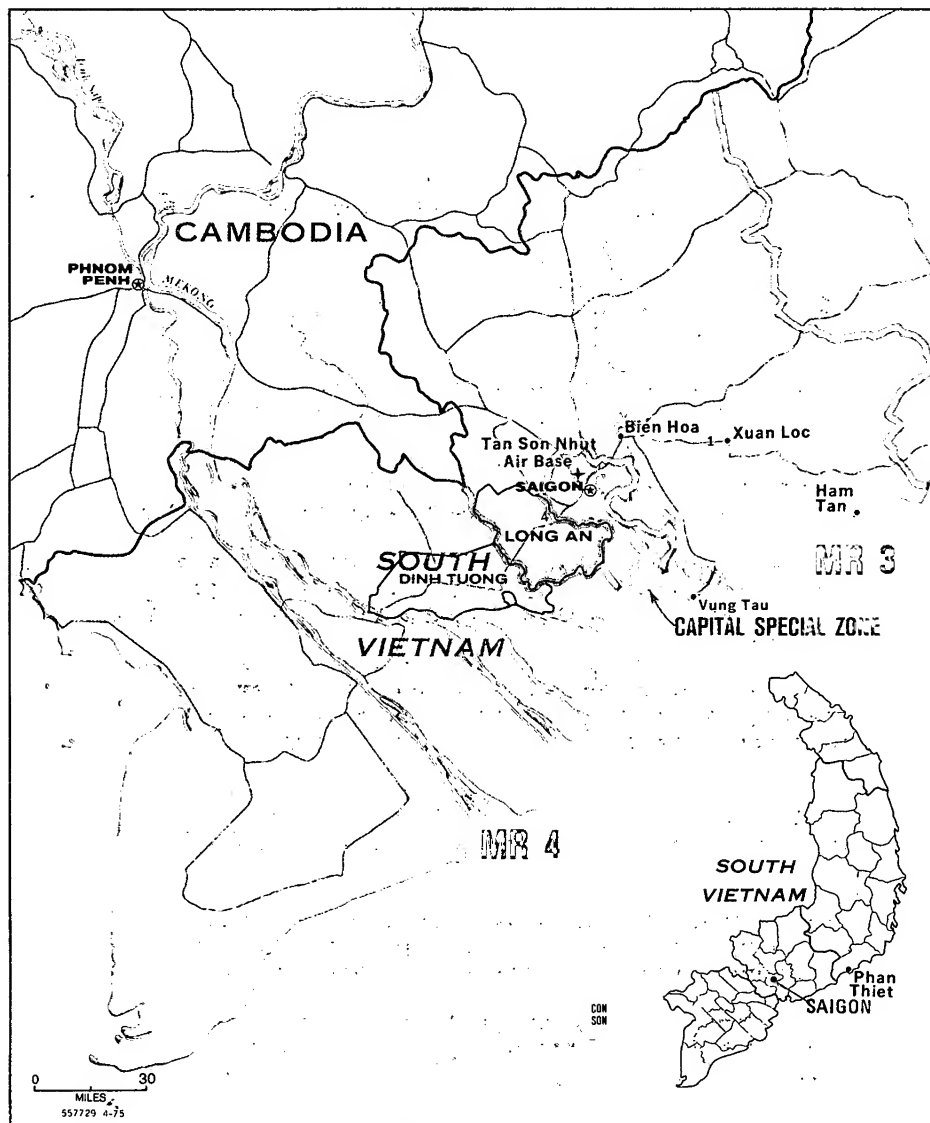 CAMBODIA
PHNOM
PENH
MEKONG
Bien Hoa
1
Xuan Loc
Tan Son Nhut
Air Base
SAIGON
Ham
Tan
LONG AN
MR 3
SOUTH
DINH TUONG
Vung Tau
CAPITAL SPECIAL ZONE
VIETNAM
MR 4
SOUTH
VIETNAM
Phan
Thiet
SAIGON
CON
SON
0 30
MILES
557729 4-75